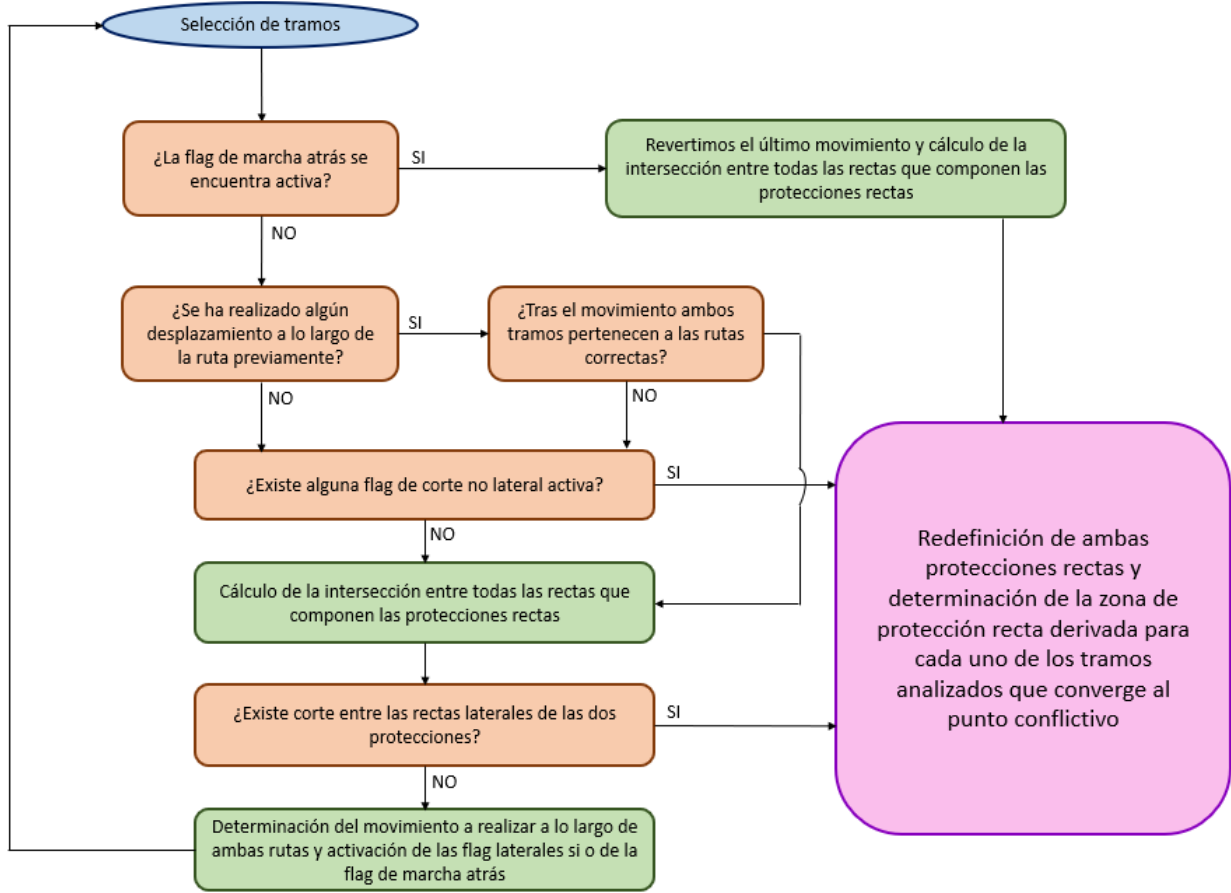 Selección de tramos
¿La flag de marcha atrás se
encuentra activa?
SI
Revertimos el último movimiento y cálculo de la
intersección entre todas las rectas que componen las
protecciones rectas
NO
¿Se ha realizado algún
desplazamiento a lo largo de
la ruta previamente?
SI
¿Tras el movimiento ambos
tramos pertenecen a las rutas
correctas?
NO
NO
¿Existe alguna flag de corte no lateral activa?
SI
NO
Cálculo de la intersección entre todas las rectas que
componen las protecciones rectas
¿Existe corte entre las rectas laterales de las dos
protecciones?
SI
NO
Determinación del movimiento a realizar a lo largo de
ambas rutas y activación de las flag laterales si o de la
flag de marcha atrás
Redefinición de ambas
protecciones rectas y
determinación de la zona de
protección recta derivada para
cada uno de los tramos
analizados que converge al
punto conflictivo